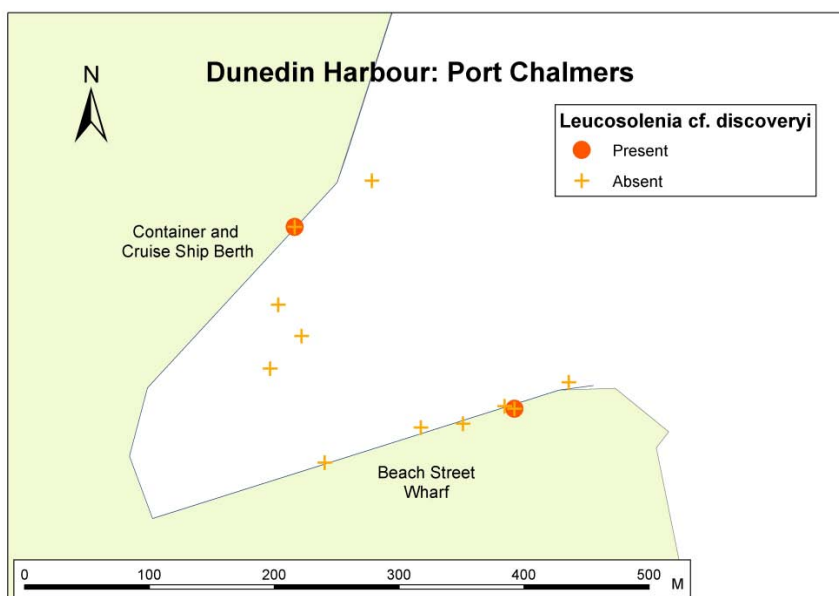 Dunedin Harbour: Port Chalmers
N
Leucosolenia cf. discoveryi
Present
Absent
Container and
Cruise Ship Berth
Beach Street
Wharf
0 100 200 300 400 500 M